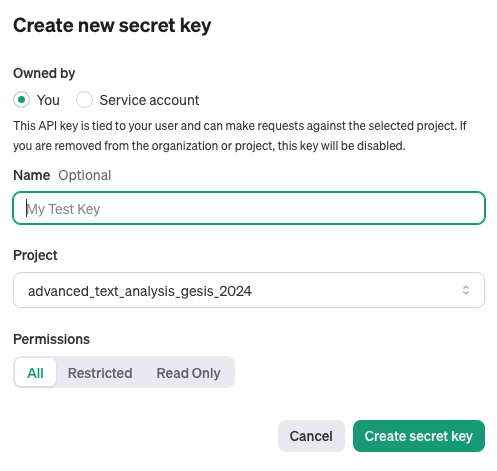 Create new secret key
Owned by
You Service account
This API key is tied to your user and can make requests against the selected project. If
you are removed from the organization or project, this key will be disabled.
Name Optional
My Test Key
Project
advanced_text_analysis_gesis_2024
Permissions
All Restricted Read Only
Cancel Create secret key